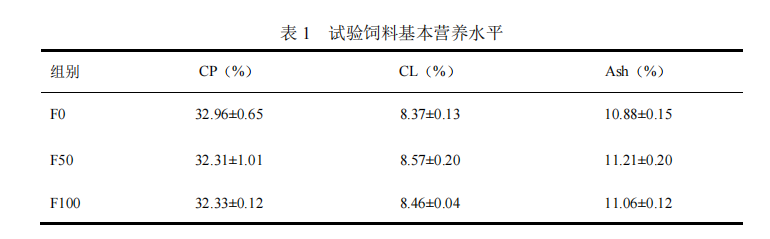 表 1 试验饲料基本营养水平
组别 CP（%） CL（%） Ash（%）
F0 32.96±0.65 8.37±0.13 10.88±0.15
F50 32.31±1.01 8.57±0.20 11.21±0.20
F100 32.33±0.12 8.46±0.04 11.06±0.12